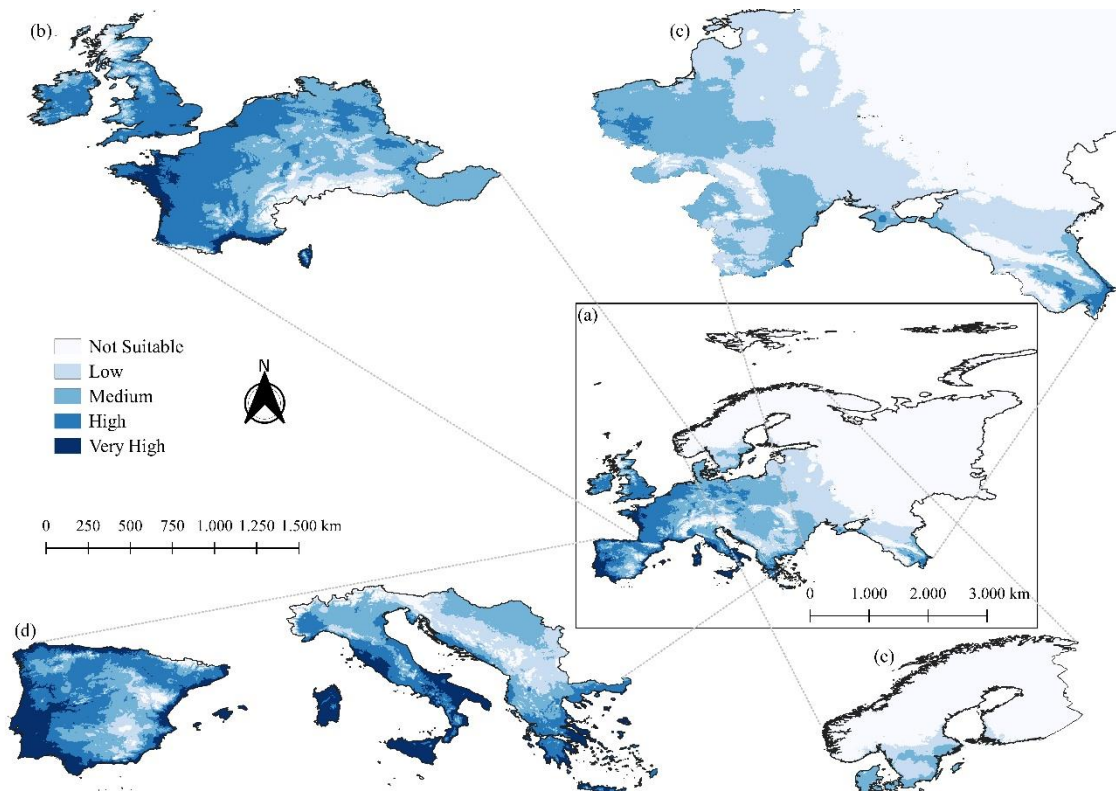 (b)
(c)
(a)
Not Suitable
Low
Medium
High
Very High
N
0 250 500 750 1.000 1.250 1.500 km
0 1.000 2.000 3.000 km
(d)
(e)